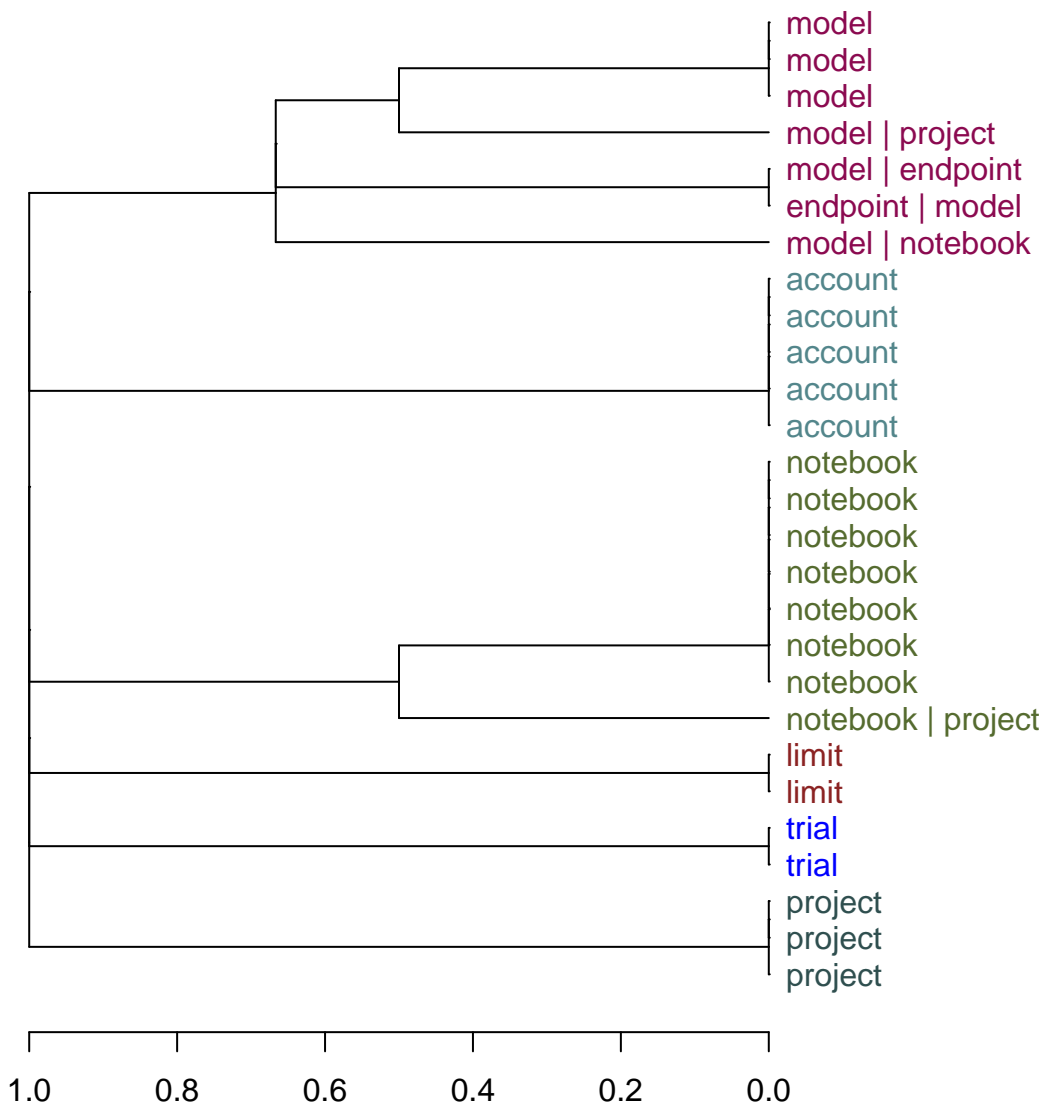 model
model
model
model | project
model | endpoint
endpoint | model
model | notebook
account
account
account
account
account
notebook
notebook
notebook
notebook
notebook
notebook
notebook
notebook | project
limit
limit
trial
trial
project
project
project
1.0 0.8 0.6 0.4 0.2 0.0